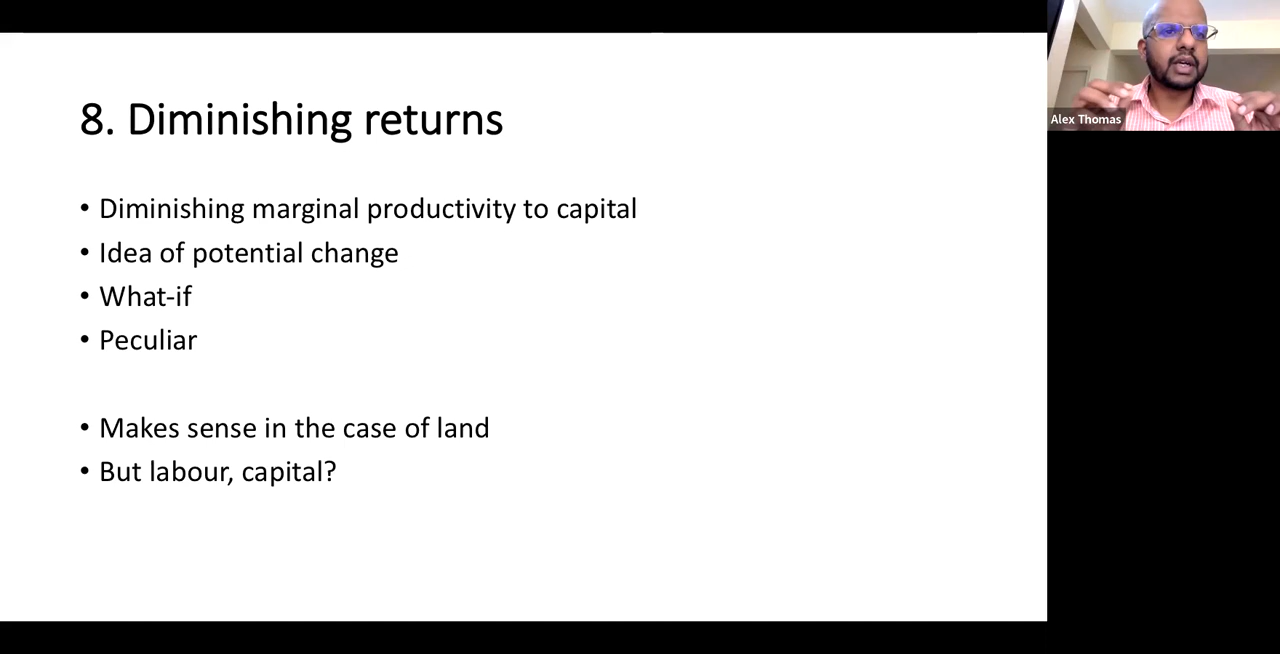 8. Diminishing returns
• Diminishing marginal productivity to capital
• Idea of potential change
• What-if
• Peculiar
• Makes sense in the case of land
• But labour, capital?
Alex Thomas